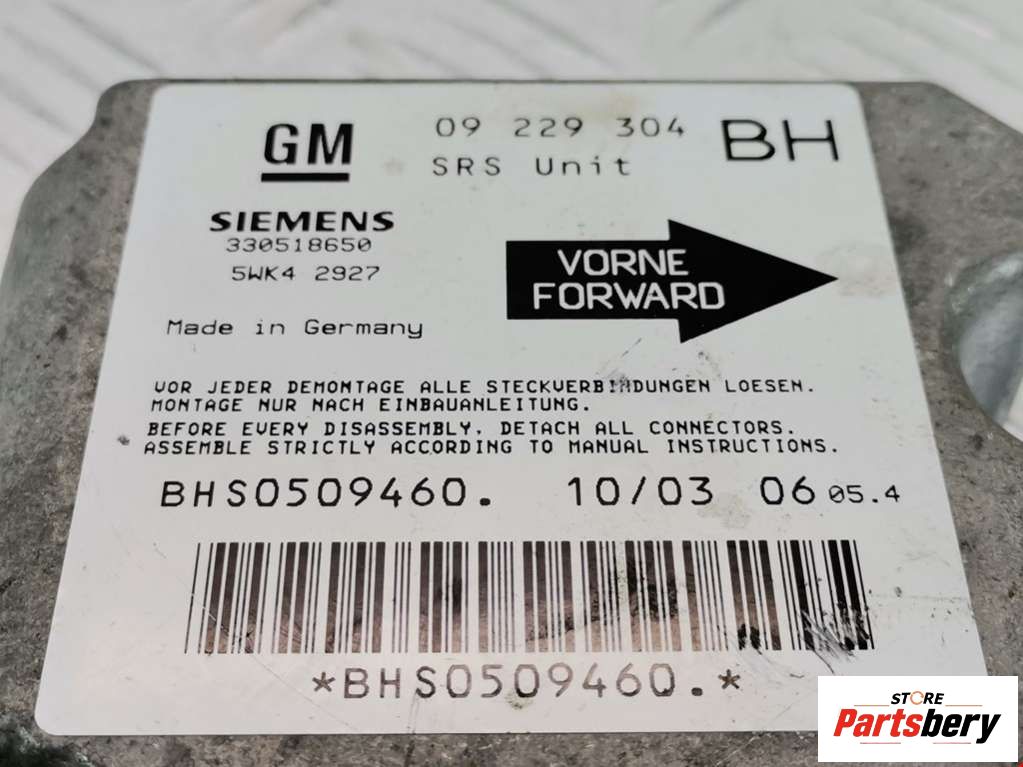 GM
09 229 304
BH
SRS Unit
SIEMENS
330518650
5WK4 2927
VORNE
FORWARD
Made in Germany
VOR JEDER DEMONTAGE ALLE STECKVERBINDUNGEN LOESEN.
MONTAGE NUR NACH EINBAUANLEITUNG.
BEFORE EVERY DISASSEMBLY, DETACH ALL CONNECTORS.
ASSEMBLE STRICTLY ACCORDING TO MANUAL INSTRUCTIONS.
BHS0509460. 10/03 06 05.4
*BHS0509460.*
STORE
Partsbery